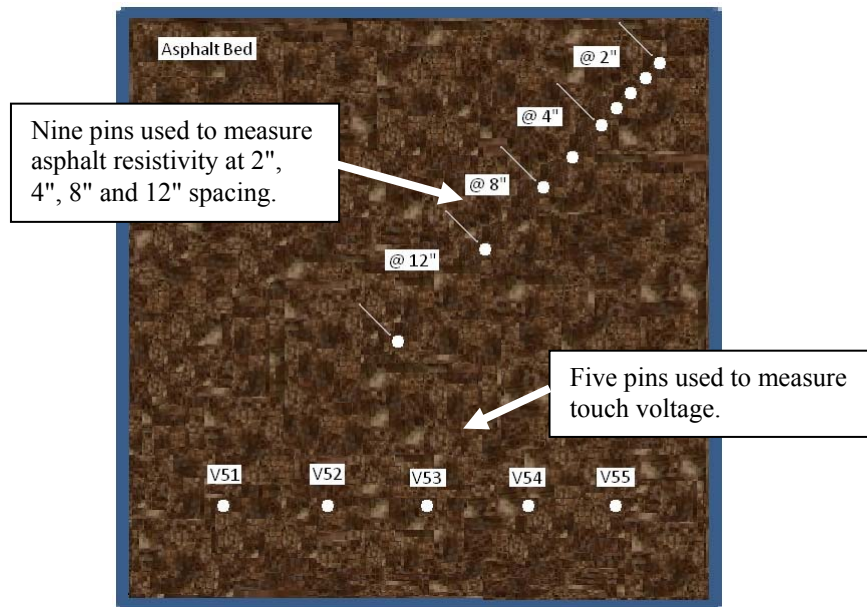 Asphalt Bed
@ 2"
@ 4"
Nine pins used to measure
asphalt resistivity at 2",
4", 8" and 12" spacing.
@ 8"
@ 12"
Five pins used to measure
touch voltage.
V51 V52 V53 V54 V55